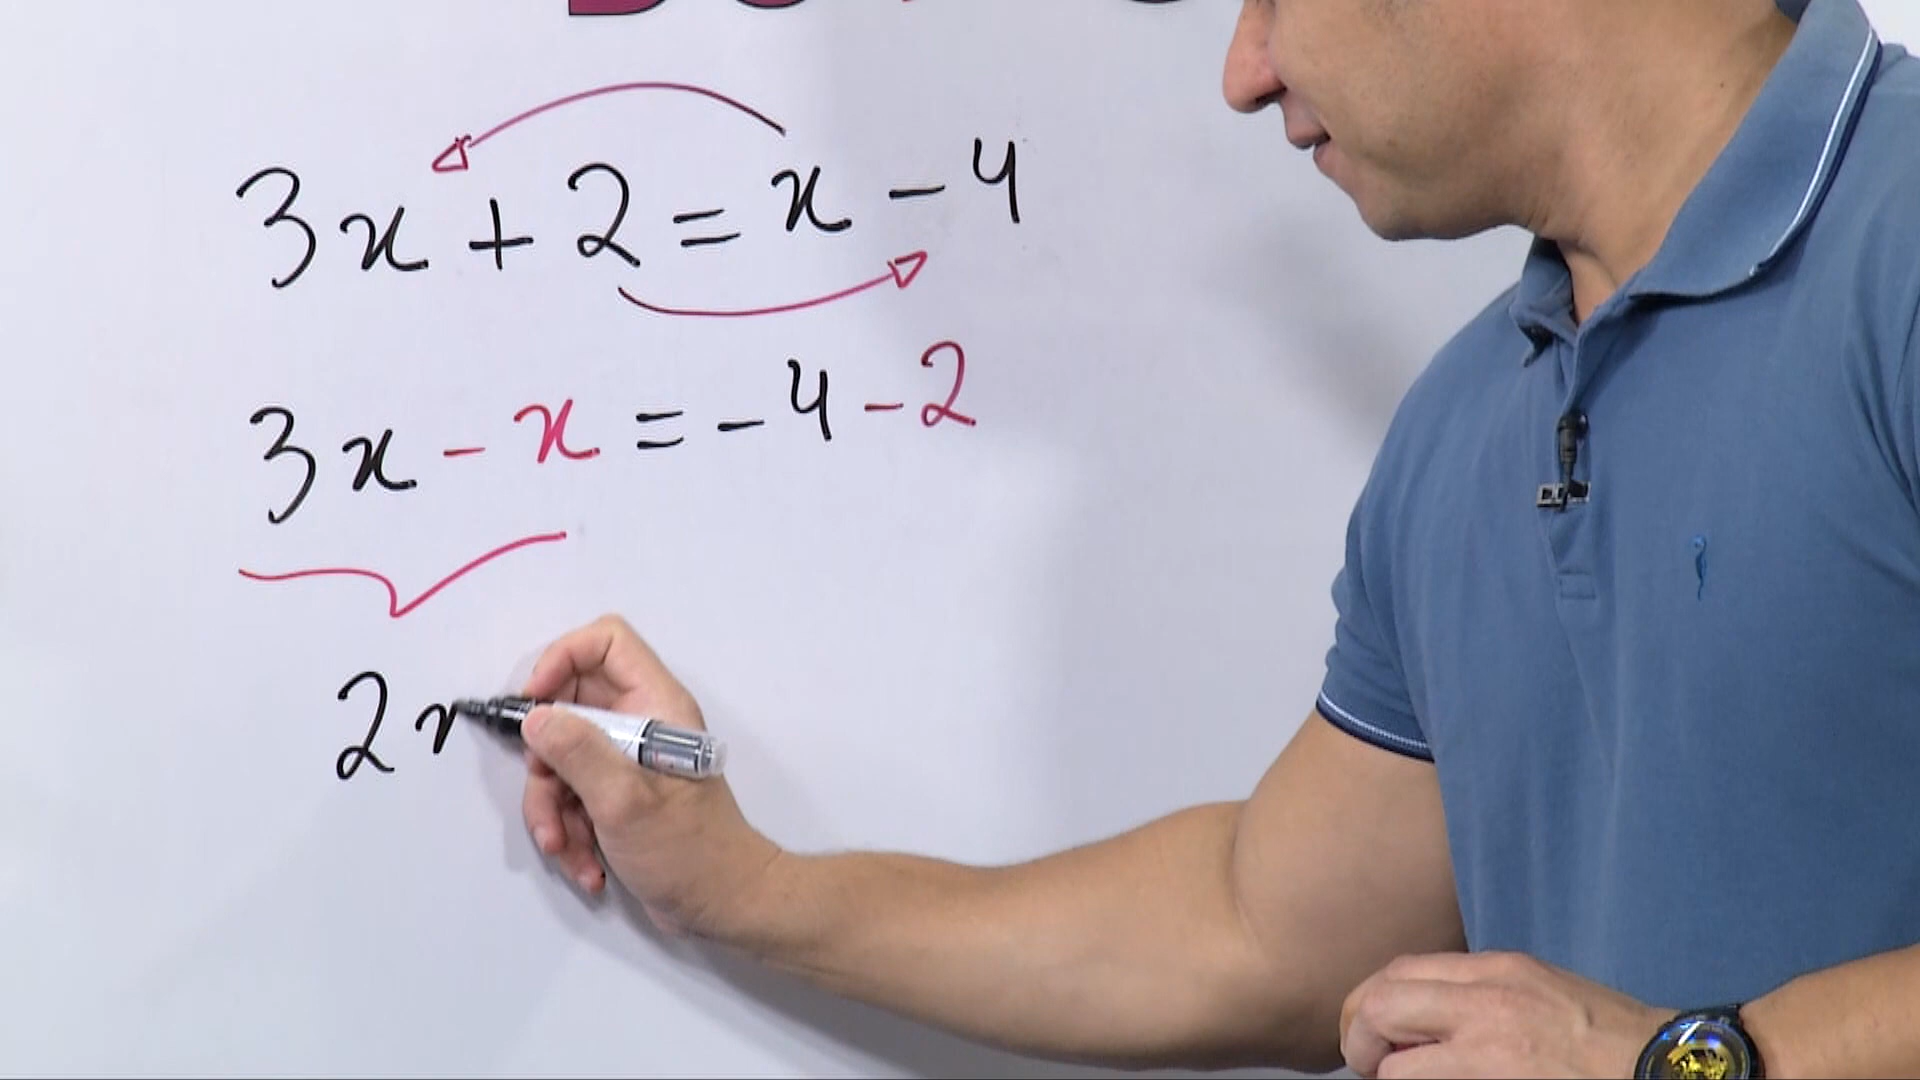 3x + 2 = x - 4
3x - x = -4 - 2
2x